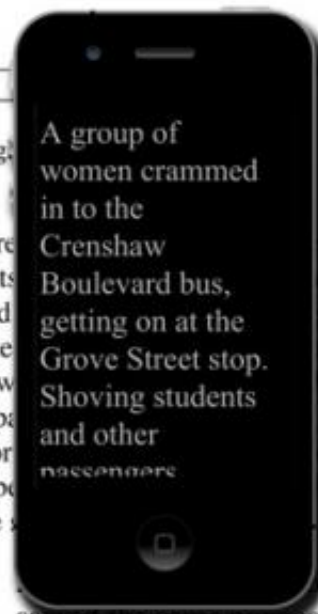 A group of
women crammed
in to the
Crenshaw
Boulevard bus,
getting on at the
Grove Street stop.
Shoving students
and other
passengers